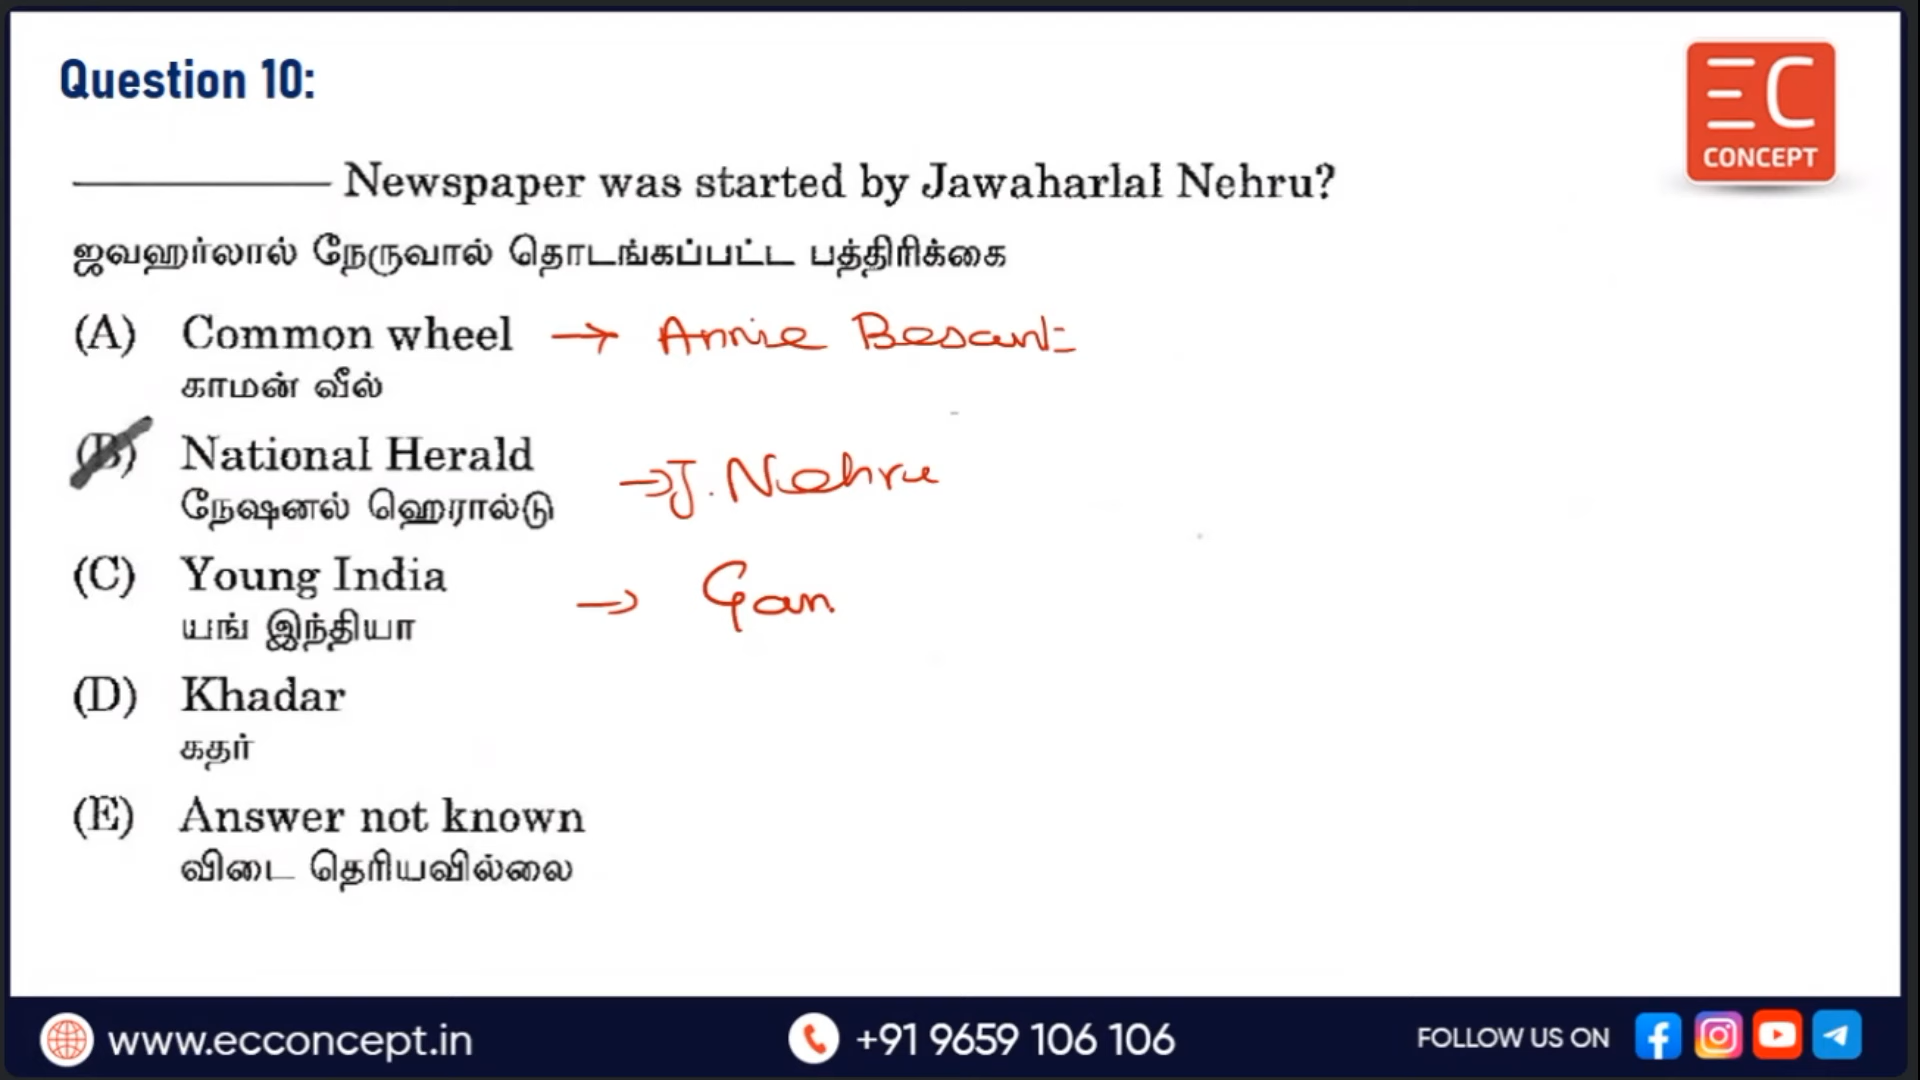 Question 10:
EC
CONCEPT
Newspaper was started by Jawaharlal Nehru?
ஜவஹர்லால் நேருவால் தொடங்கப்பட்ட பத்திரிக்கை
(A) Common wheel → Annie Besant
காமன் வீல்
(B) National Herald → J. Nehru
நேஷனல் ஹெரால்டு
(C) Young India → Gan
யங் இந்தியா
(D) Khadar
கதர்
(E) Answer not known
விடை தெரியவில்லை
www.ecconcept.in +91 9659 106 106 FOLLOW US ON